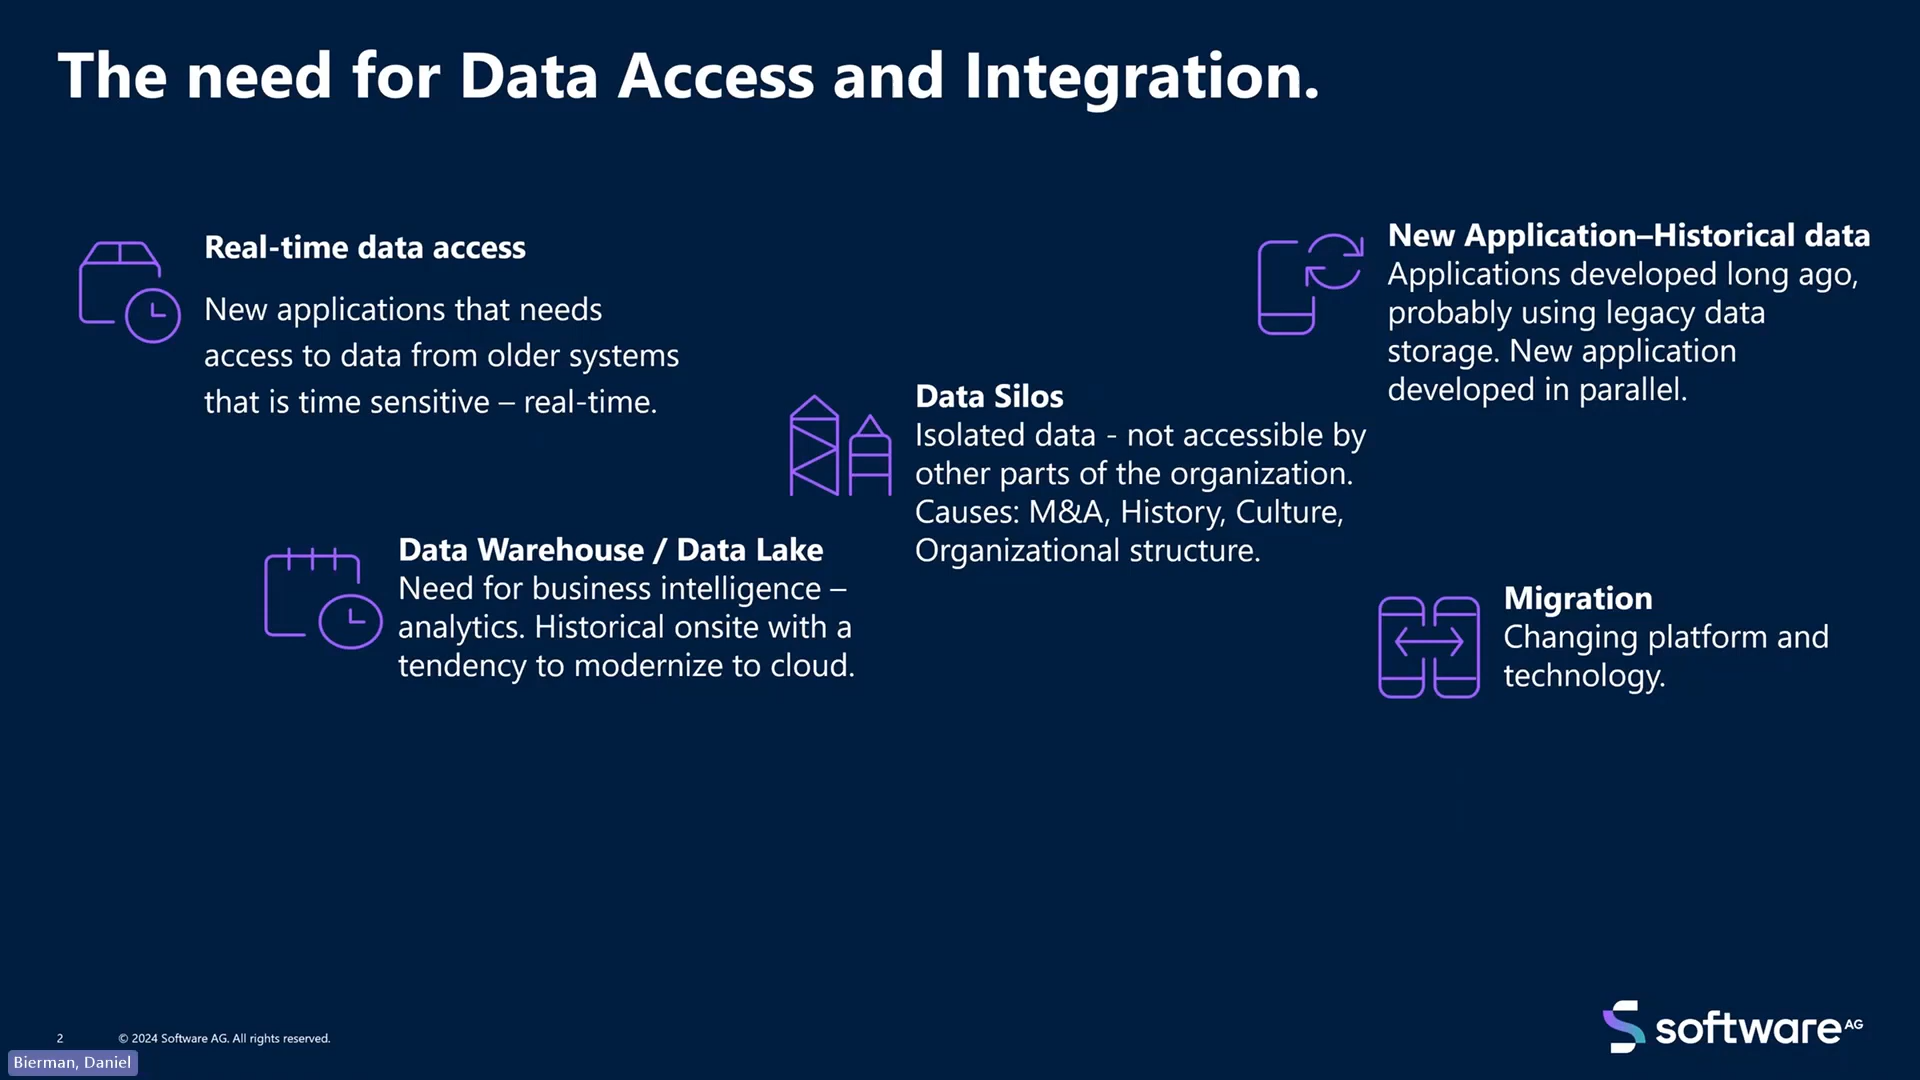 The need for Data Access and Integration.
Real-time data access
New applications that needs
access to data from older systems
that is time sensitive – real-time.
Data Warehouse / Data Lake
Need for business intelligence –
analytics. Historical onsite with a
tendency to modernize to cloud.
Data Silos
Isolated data - not accessible by
other parts of the organization.
Causes: M&A, History, Culture,
Organizational structure.
New Application–Historical data
Applications developed long ago,
probably using legacy data
storage. New application
developed in parallel.
Migration
Changing platform and
technology.
2
© 2024 Software AG. All rights reserved.
Bierman, Daniel
software AG